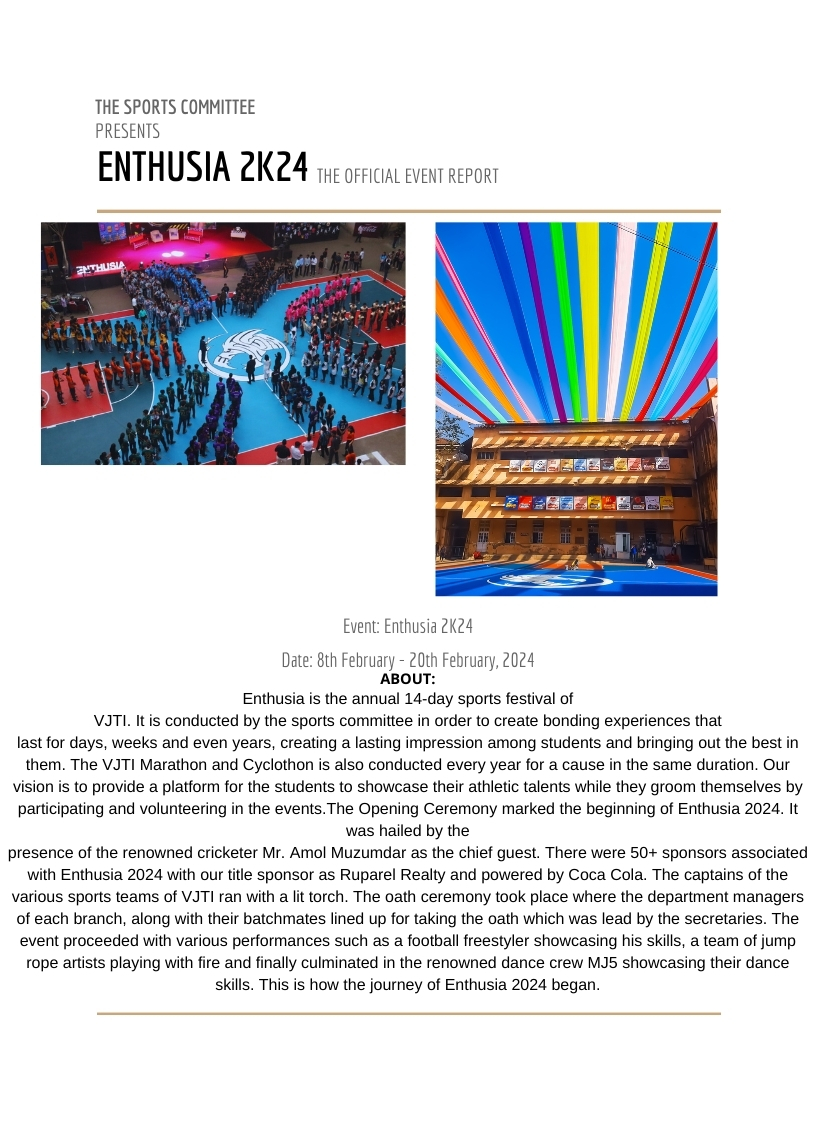 THE SPORTS COMMITTEE
PRESENTS
ENTHUSIA 2K24 THE OFFICIAL EVENT REPORT
ENTHUSIA
Event: Enthusia 2K24
Date: 8th February - 20th February, 2024
ABOUT:
Enthusia is the annual 14-day sports festival of
VJTI. It is conducted by the sports committee in order to create bonding experiences that
last for days, weeks and even years, creating a lasting impression among students and bringing out the best in
them. The VJTI Marathon and Cyclothon is also conducted every year for a cause in the same duration. Our
vision is to provide a platform for the students to showcase their athletic talents while they groom themselves by
participating and volunteering in the events.The Opening Ceremony marked the beginning of Enthusia 2024. It
was hailed by the
presence of the renowned cricketer Mr. Amol Muzumdar as the chief guest. There were 50+ sponsors associated
with Enthusia 2024 with our title sponsor as Ruparel Realty and powered by Coca Cola. The captains of the
various sports teams of VJTI ran with a lit torch. The oath ceremony took place where the department managers
of each branch, along with their batchmates lined up for taking the oath which was lead by the secretaries. The
event proceeded with various performances such as a football freestyler showcasing his skills, a team of jump
rope artists playing with fire and finally culminated in the renowned dance crew MJ5 showcasing their dance
skills. This is how the journey of Enthusia 2024 began.